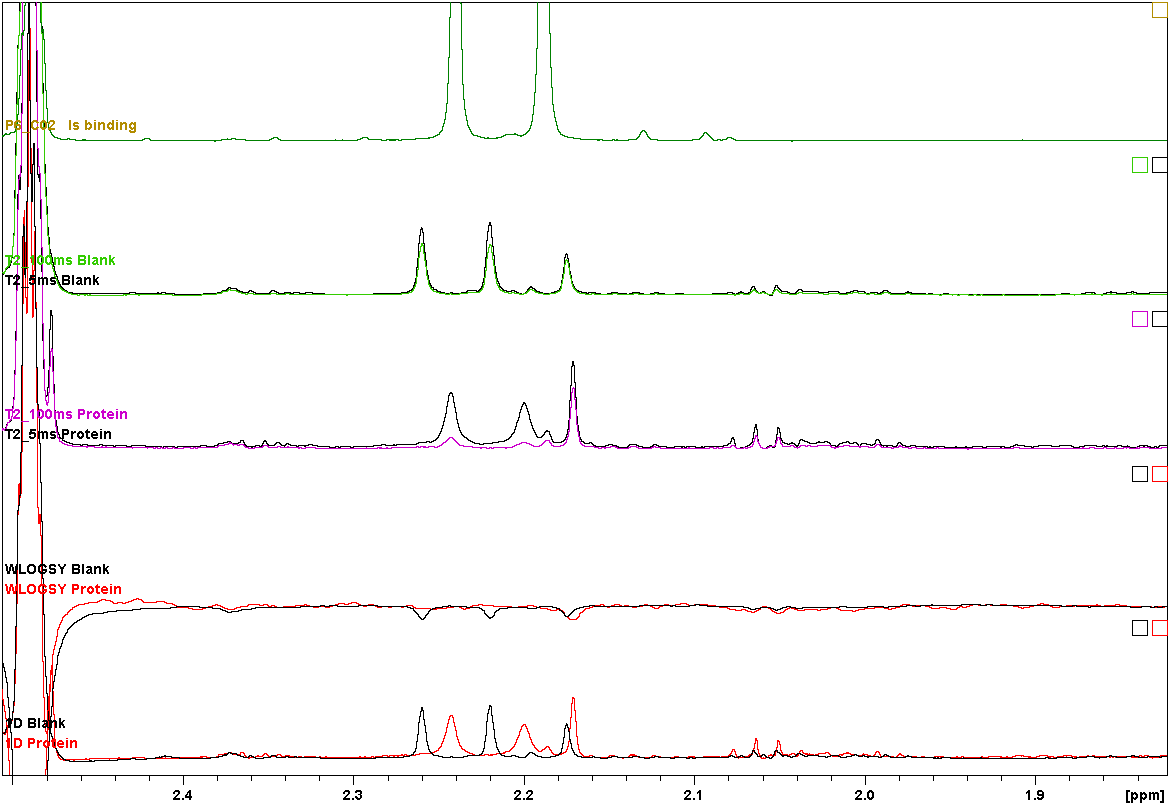 P6_C02 Is binding
T2_100ms Blank
T2_5ms Blank
T2_100ms Protein
T2_5ms Protein
WLOGSY Blank
WLOGSY Protein
1D Blank
1D Protein
2.4 2.3 2.2 2.1 2.0 1.9 [ppm]